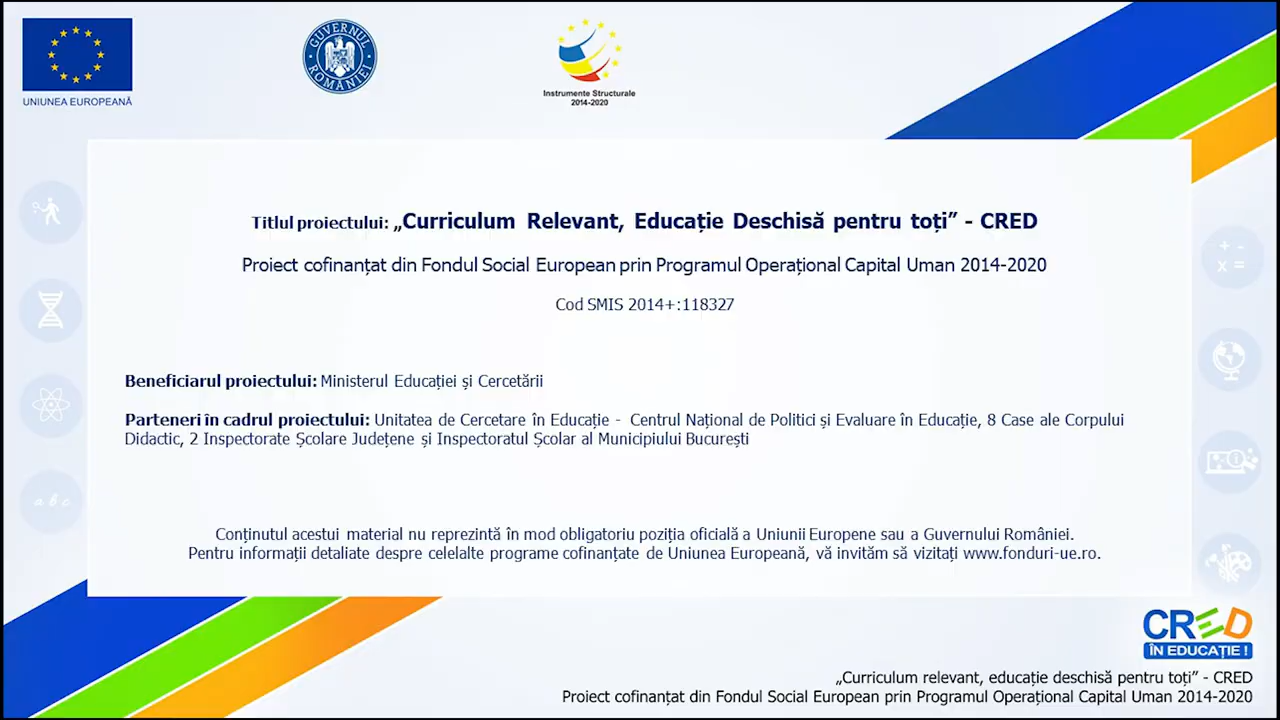 UNIUNEA EUROPEANĂ
GUVERNUL ROMÂNIEI
Instrumente Structurale
2014-2020
Titlul proiectului: „Curriculum Relevant, Educație Deschisă pentru toți” - CRED
Proiect cofinanțat din Fondul Social European prin Programul Operațional Capital Uman 2014-2020
Cod SMIS 2014+:118327
Beneficiarul proiectului: Ministerul Educației și Cercetării
Parteneri în cadrul proiectului: Unitatea de Cercetare în Educație - Centrul Național de Politici și Evaluare în Educație, 8 Case ale Corpului
Didactic, 2 Inspectorate Școlare Județene și Inspectoratul Școlar al Municipiului București
Conținutul acestui material nu reprezintă în mod obligatoriu poziția oficială a Uniunii Europene sau a Guvernului României.
Pentru informații detaliate despre celelalte programe cofinanțate de Uniunea Europeană, vă invităm să vizitați www.fonduri-ue.ro.
+ -
x =
a b c
CRED
ÎN EDUCAȚIE !
„Curriculum relevant, educație deschisă pentru toți” - CRED
Proiect cofinanțat din Fondul Social European prin Programul Operațional Capital Uman 2014-2020